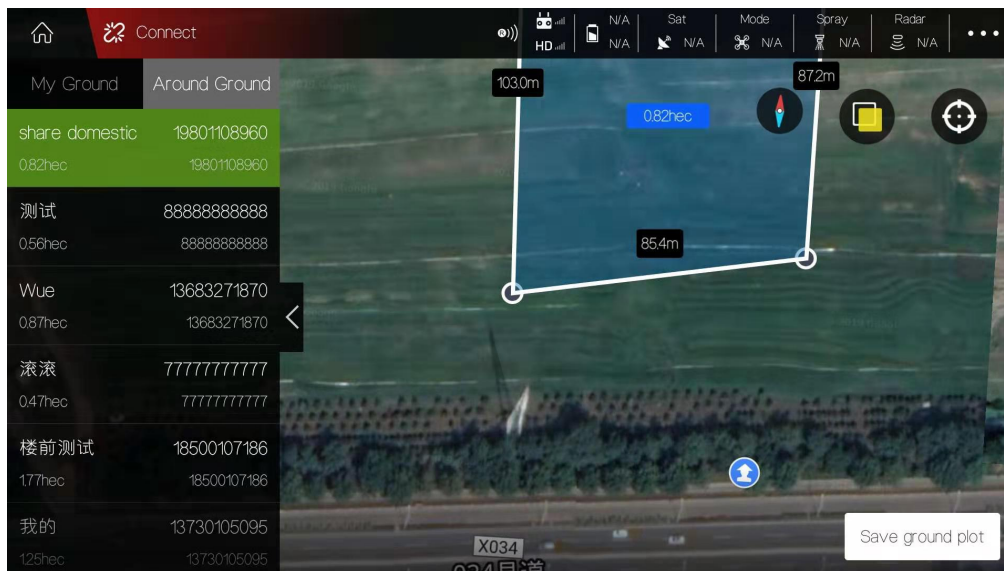 Connect
HD
N/A
N/A
Sat
N/A
Mode
N/A
Spray
N/A
Radar
N/A
My Ground
Around Ground
share domestic 19801108960
0.82hec 19801108960
测试 88888888888
0.56hec 88888888888
Wue 13683271870
0.87hec 13683271870
滚滚 77777777777
0.47hec 77777777777
楼前测试 18500107186
1.77hec 18500107186
我的 13730105095
1.25hec 13730105095
103.0m
87.2m
0.82hec
85.4m
X034
Save ground plot